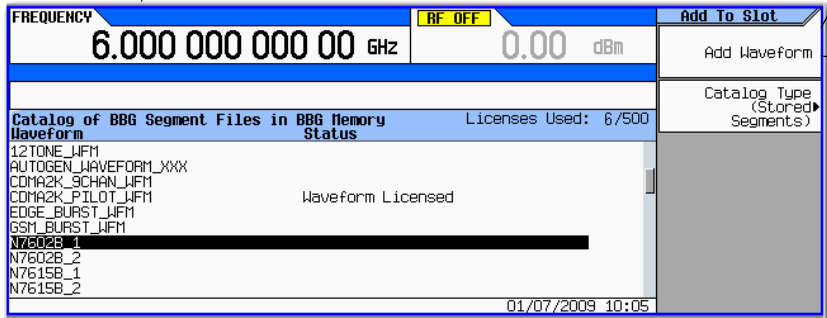 FREQUENCY
6.000 000 000 00 GHz
RF OFF
0.00 dBm
Add To Slot
Add Waveform
Catalog Type
(Stored
Segments)
Catalog of BBG Segment Files in BBG Memory
Licenses Used: 6/500
Waveform Status
12TONE_WFM
AUTOGEN_WAVEFORM_XXX
CDMA2K_9CHAN_WFM
CDMA2K_PILOT_WFM Waveform Licensed
EDGE_BURST_WFM
GSM_BURST_WFM
N7602B_1
N7602B_2
N7615B_1
N7615B_2
01/07/2009 10:05